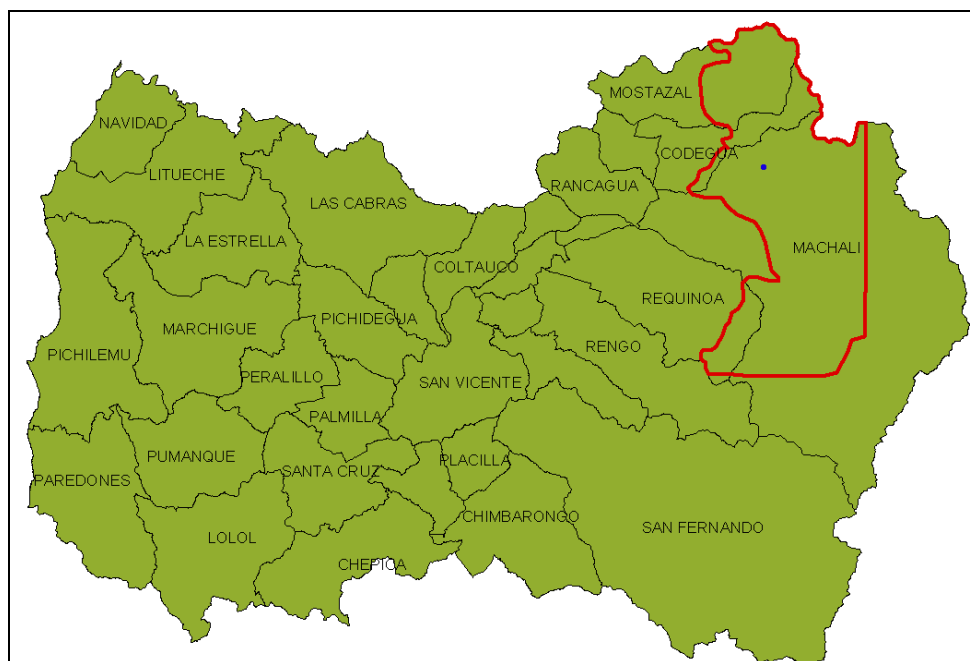 MOSTAZAL
NAVIDAD
CODEGUA
LITUECHE
RANCAGUA
LAS CABRAS
LA ESTRELLA
MACHALI
COLTAUCO
REQUINOA
PICHIDEGUA
MARCHIGUE
RENGO
PICHILEMU
PERALILLO
SAN VICENTE
PALMILLA
PUMANQUE
PLACILLA
SANTA CRUZ
PAREDONES
CHIMBARONGO
SAN FERNANDO
LOLOL
CHEPICA